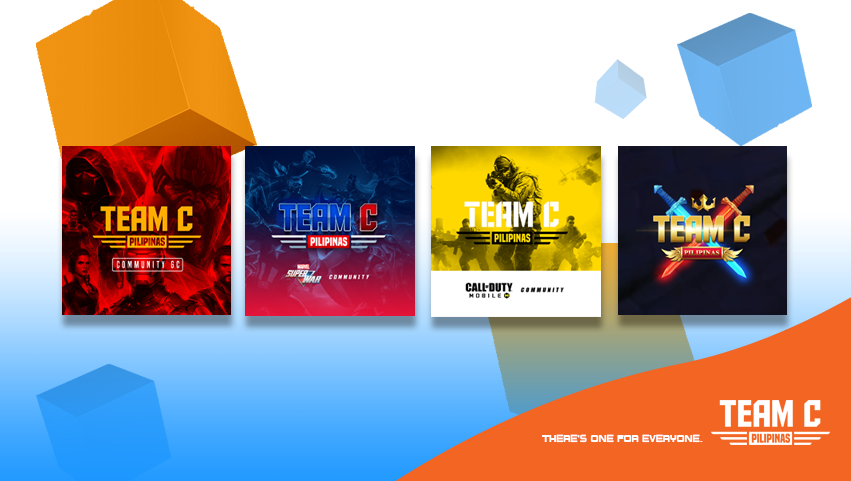 TEAM C
PILIPINAS
COMMUNITY GC
TEAM C
PILIPINAS
MARVEL
SUPER WAR
COMMUNITY
TEAM C
PILIPINAS
CALL OF DUTY
MOBILE
COMMUNITY
TEAM C
PILIPINAS
THERE'S ONE FOR EVERYONE.
TEAM C
PILIPINAS